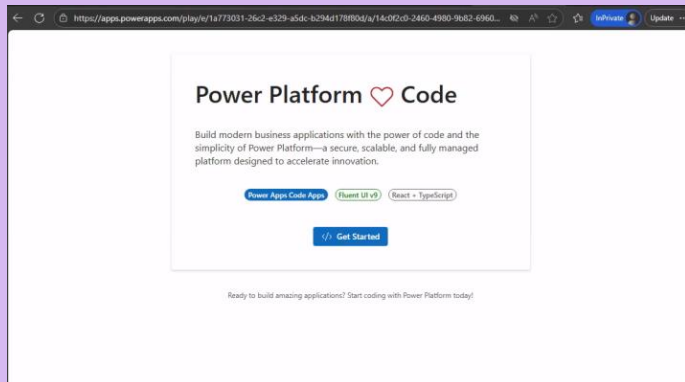 https://apps.powerapps.com/play/e/1a773031-26c2-e329-a5dc-b294d178f80d/a/14c0f2c0-2460-4980-9b82-6960...
InPrivate
Update
Power Platform Code
Build modern business applications with the power of code and the
simplicity of Power Platform—a secure, scalable, and fully managed
platform designed to accelerate innovation.
Power Apps Code Apps Fluent UI v9 React + TypeScript
</> Get Started
Ready to build amazing applications? Start coding with Power Platform today!